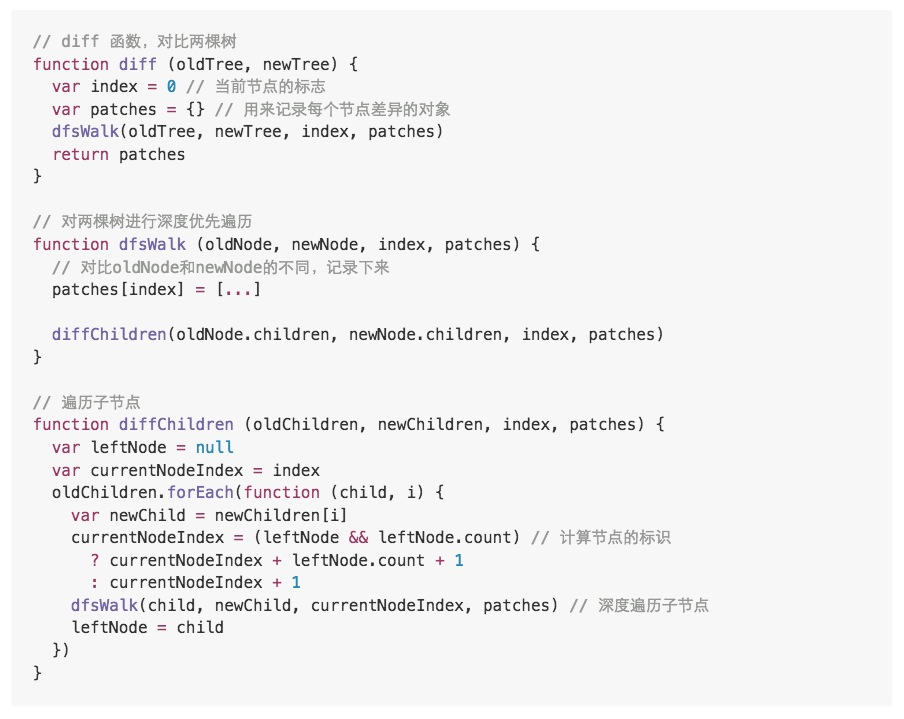 // diff 函数，对比两棵树
function diff (oldTree, newTree) {
  var index = 0 // 当前节点的标志
  var patches = {} // 用来记录每个节点差异的对象
  dfsWalk(oldTree, newTree, index, patches)
  return patches
}

// 对两棵树进行深度优先遍历
function dfsWalk (oldNode, newNode, index, patches) {
  // 对比oldNode和newNode的不同，记录下来
  patches[index] = [...]

  diffChildren(oldNode.children, newNode.children, index, patches)
}

// 遍历子节点
function diffChildren (oldChildren, newChildren, index, patches) {
  var leftNode = null
  var currentNodeIndex = index
  oldChildren.forEach(function (child, i) {
    var newChild = newChildren[i]
    currentNodeIndex = (leftNode && leftNode.count) // 计算节点的标识
      ? currentNodeIndex + leftNode.count + 1
      : currentNodeIndex + 1
    dfsWalk(child, newChild, currentNodeIndex, patches) // 深度遍历子节点
    leftNode = child
  })
}